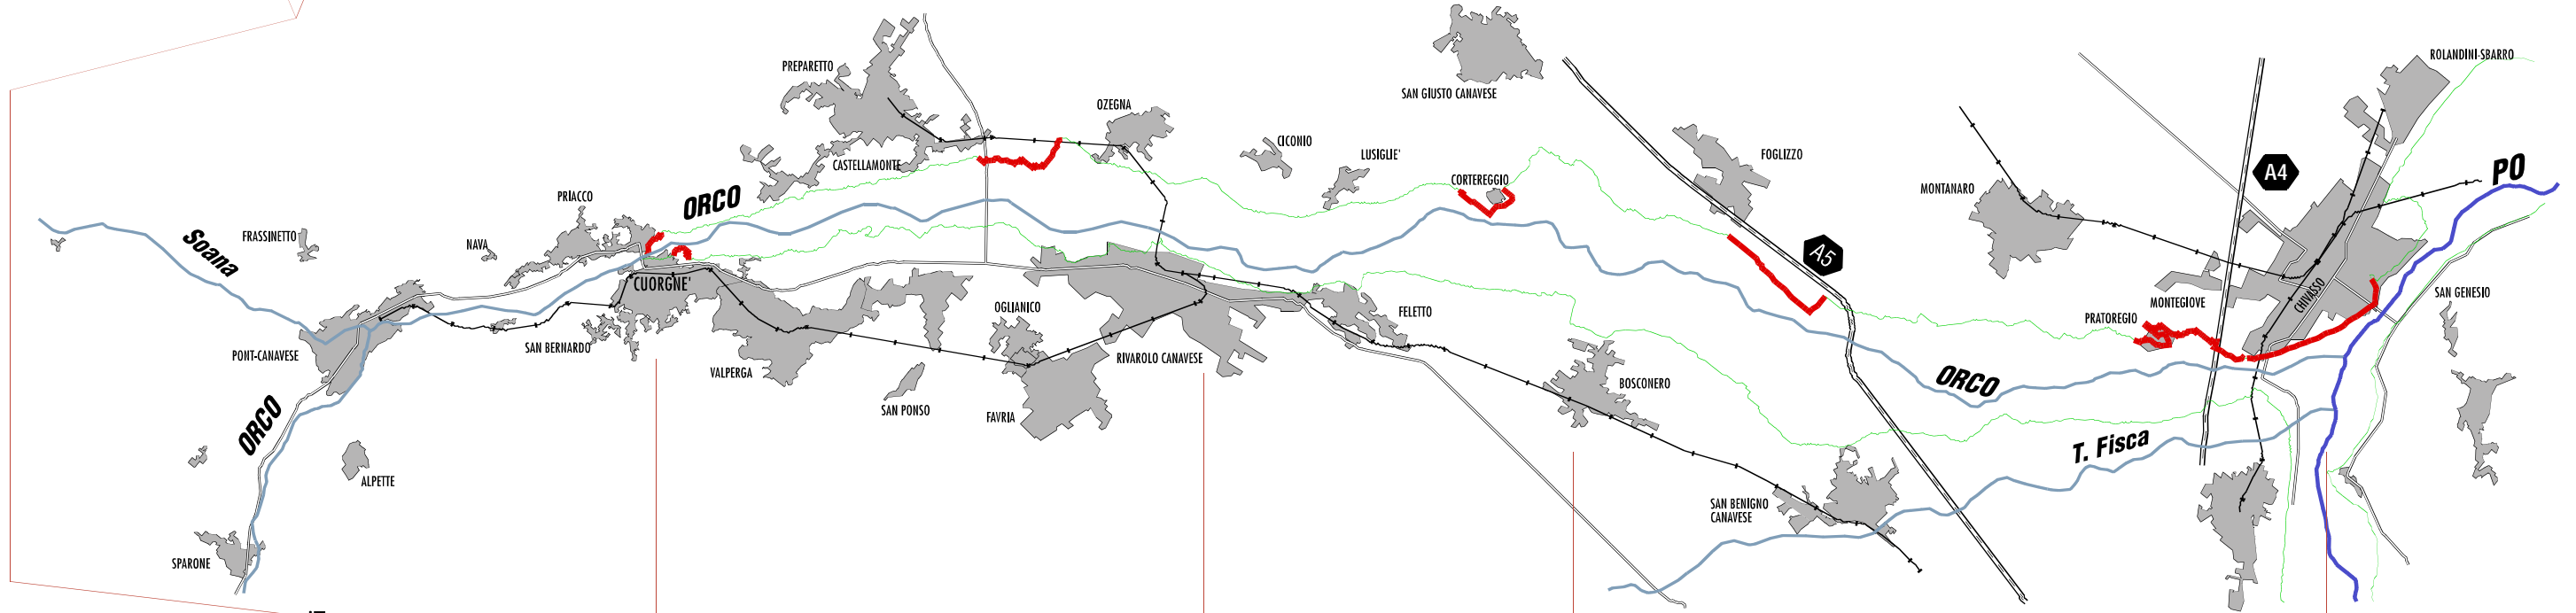 ROLANDINI-SBARRO
PREPARETTO
SAN GIUSTO CANAVESE
OZEGNA
CICONIO
LUSIGLIE'
FOGLIZZO
CASTELLAMONTE
CORTEREGGIO
MONTANARO
A4
PO
PRIACCO
ORCO
Soana
FRASSINETTO
NAVA
A5
CUORGNE'
SAN GENESIO
CHIVASSO
MONTEGIOVE
PRATOREGIO
OGLIANICO
FELETTO
SAN BERNARDO
PONT-CANAVESE
RIVAROLO CANAVESE
VALPERGA
BOSCONERO
ORCO
SAN PONSO
FAVRIA
ORCO
T. Fisca
ALPETTE
SAN BENIGNO
CANAVESE
SPARONE